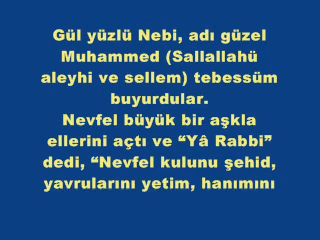 Gül yüzlü Nebi, adı güzel
Muhammed (Sallallahü
aleyhi ve sellem) tebessüm
buyurdular.
Nevfel büyük bir aşkla
ellerini açtı ve “Yâ Rabbi”
dedi, “Nevfel kulunu şehid,
yavrularını yetim, hanımını